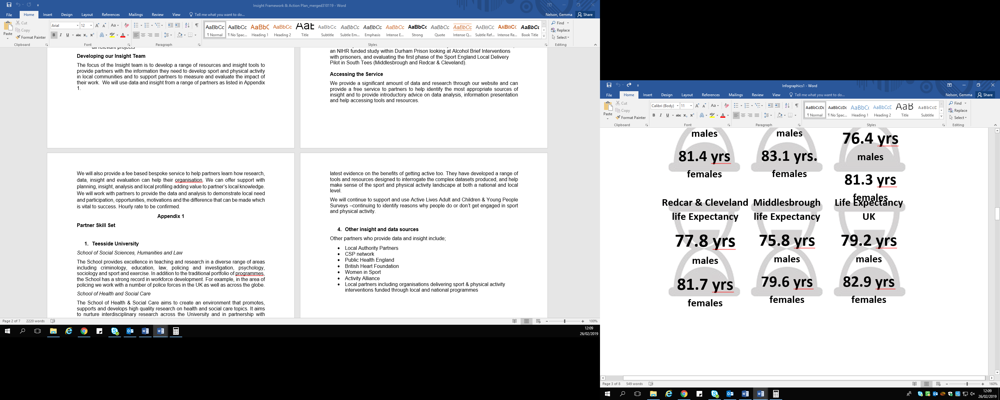 Insight Framework & Action Plan_merged310119 - Word
File Home Insert Design Layout References Mailings Review View Tell me what you want to do...
Nelson, Gemma Share
Paste
Cut
Copy
Format Painter
Clipboard
Arial 12
Font
Paragraph
AaBbCc AaBbCc AaBbC AaBbCc AaB AaBbCc AaBbCc AaBbCc AaBbCc AaBbCc AaBbCc AaBbCc AaBbCc AaBbCc AaBbCc
¶ Normal ¶ No Spac... Heading 1 Heading 2 Title Subtitle Subtle Em... Emphasis Intense E... Strong Quote Intense Q... Subtle Ref... Intense Re... Book Title
Styles
Find
Replace
Select
Editing
all relevant projects
Developing our Insight Team
The focus of the Insight team is to develop a range of resources and insight tools to
provide partners with the information they need to develop sport and physical activity
in local communities and to support partners to measure and evaluate the impact of
their work. We will use data and insight from a range of partners as listed in Appendix
1.
an NIHR funded study within Durham Prison looking at Alcohol Brief Interventions
with prisoners, and evaluating the first phase of the Sport England Local Delivery
Pilot in South Tees (Middlesbrough and Redcar & Cleveland).
Accessing the Service
We provide a significant amount of data and research through our website and can
provide a free service to partners to help identify the most appropriate sources of
insight and to provide introductory advice on data analysis, information presentation
and help accessing tools and resources.
We will also provide a fee based bespoke service to help partners learn how research,
data, insight and evaluation can help their organisation. We can offer support with
planning, insight, analysis and local profiling adding value to partner's local knowledge.
We will work with partners to provide the data and analysis to demonstrate local need
and participation, opportunities, motivations and the difference that can be made which
is vital to success. Hourly rate to be confirmed.
Appendix 1
Partner Skill Set
1. Teesside University
School of Social Sciences, Humanities and Law
The School provides excellence in teaching and research in a diverse range of areas
including criminology, education, law, policing and investigation, psychology,
sociology and sport and exercise. In addition to the traditional portfolio of programmes,
the School has a strong record in workforce development. For example, in the area of
policing we work with a number of police forces in the UK as well as across the globe.
School of Health and Social Care
The School of Health & Social Care aims to create an environment that promotes,
supports and develops high quality research on health and social care topics. It aims
to nurture interdisciplinary research across the University and in partnership with
latest evidence on the benefits of getting active too. They have developed a range of
tools and resources designed to interrogate the complex datasets produced, and help
make sense of the sport and physical activity landscape at both a national and local
level.
We will continue to support and use Active Lives Adult and Children & Young People
Surveys –continuing to identify reasons why people do or don't get engaged in sport
and physical activity.
4. Other insight and data sources
Other partners who provide data and insight include;
• Local Authority Partners
• CSP network
• Public Health England
• British Heart Foundation
• Women in Sport
• Activity Alliance
• Local partners including organisations delivering sport & physical activity
interventions funded through local and national programmes
Page 2 of 7 2220 words
100%
12:09
26/02/2019
Infographics1 - Word
File Home Insert Design Layout References Mailings Review View Tell me what you want to do...
Nelson, Gemma Share
Paste
Cut
Copy
Format Painter
Clipboard
Calibri (Body) 11
Font
Paragraph
AaBbCcDc AaBbCcDc AaBbCc AaBbCcE AaB AaBbCcD
¶ Normal ¶ No Spac... Heading 1 Heading 2 Title Subtitle
Styles
Find
Replace
Select
Editing
males
81.4 yrs
females
males
83.1 yrs.
females
76.4 yrs
males
81.3 yrs
females
Redcar & Cleveland
life Expectancy
77.8 yrs
males
81.7 yrs
females
Middlesbrough
life Expectancy
75.8 yrs
males
79.6 yrs
females
Life Expectancy
UK
79.2 yrs
males
82.9 yrs
females
Page 3 of 8 549 words
160%
12:09
26/02/2019